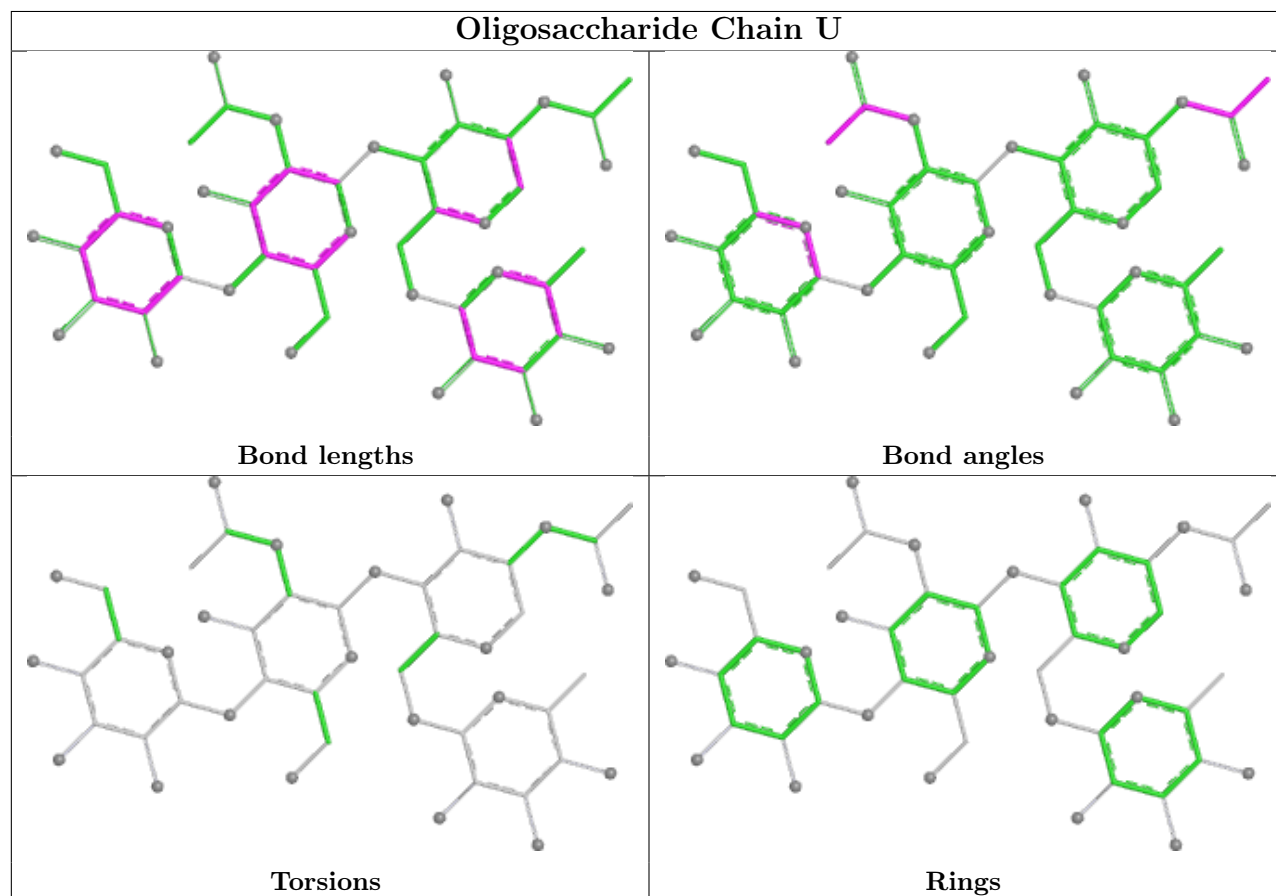 Oligosaccharide Chain U
Bond lengths
Bond angles
Torsions
Rings